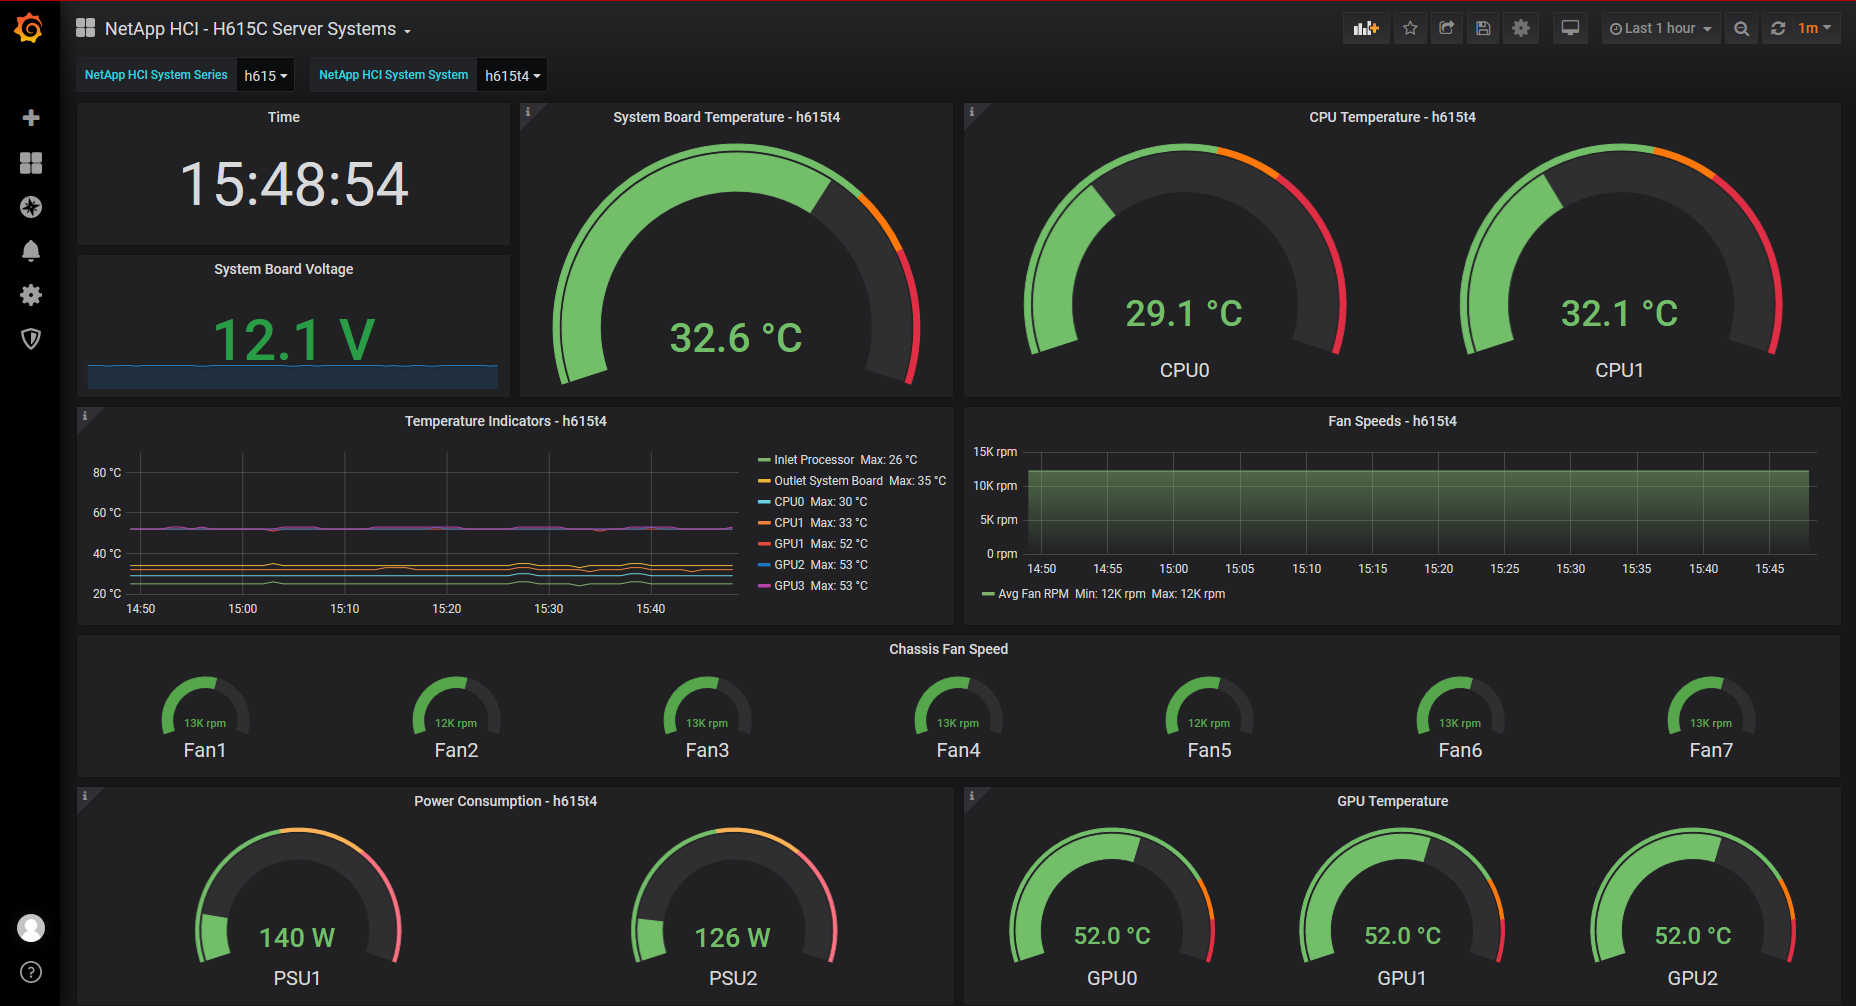 NetApp HCI - H615C Server Systems
Last 1 hour
1m
NetApp HCI System Series h615
NetApp HCI System System h615t4
Time
15:48:54
System Board Voltage
12.1 V
System Board Temperature - h615t4
32.6 °C
CPU Temperature - h615t4
29.1 °C
CPU0
32.1 °C
CPU1
Temperature Indicators - h615t4
80 °C
60 °C
40 °C
20 °C
14:50 15:00 15:10 15:20 15:30 15:40
Inlet Processor Max: 26 °C
Outlet System Board Max: 35 °C
CPU0 Max: 30 °C
CPU1 Max: 33 °C
GPU1 Max: 52 °C
GPU2 Max: 53 °C
GPU3 Max: 53 °C
Fan Speeds - h615t4
15K rpm
10K rpm
5K rpm
0 rpm
14:50 14:55 15:00 15:05 15:10 15:15 15:20 15:25 15:30 15:35 15:40 15:45
Avg Fan RPM Min: 12K rpm Max: 12K rpm
Chassis Fan Speed
13K rpm 12K rpm 13K rpm 13K rpm 12K rpm 13K rpm 13K rpm
Fan1 Fan2 Fan3 Fan4 Fan5 Fan6 Fan7
Power Consumption - h615t4
140 W
PSU1
126 W
PSU2
GPU Temperature
52.0 °C
GPU0
52.0 °C
GPU1
52.0 °C
GPU2